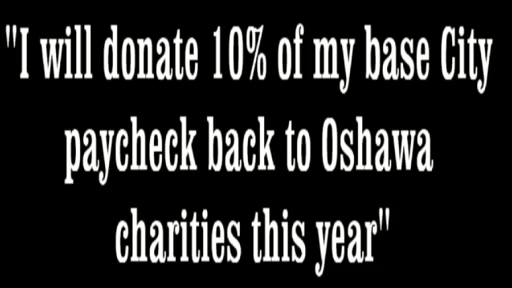 "I will donate 10% of my base City
paycheck back to Oshawa
charities this year"